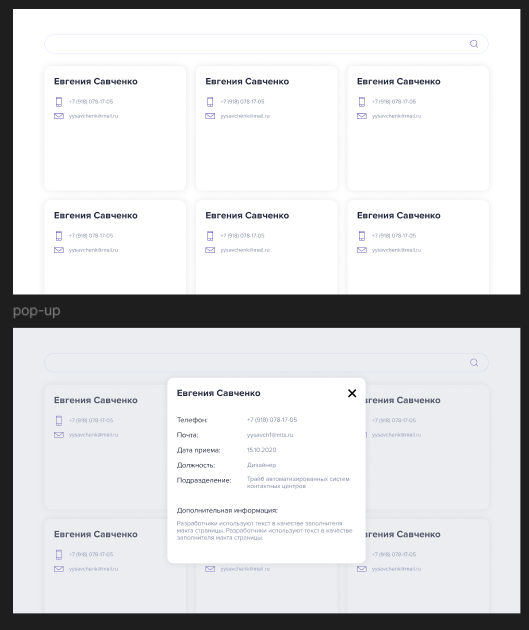 Евгения Савченко
Евгения Савченко
Евгения Савченко
+7 (918) 078-17-05
+7 (918) 078-17-05
+7 (918) 078-17-05
yysavchenk@mail.ru
yysavchenk@mail.ru
yysavchenk@mail.ru
Евгения Савченко
Евгения Савченко
Евгения Савченко
+7 (918) 078-17-05
+7 (918) 078-17-05
+7 (918) 078-17-05
yysavchenk@mail.ru
yysavchenk@mail.ru
yysavchenk@mail.ru
pop-up
Евгения Савченко
+7 (918) 078-17-05
yysavchenk@mail.ru
Савченко
078-17-05
yysavchenk@mail.ru
Евгения Савченко
Телефон: +7 (918) 078-17-05
Почта: yysavch1@mts.ru
Дата приема: 15.10.2020
Должность: Дизайнер
Подразделение: Трайб автоматизированных систем
контактных центров
Дополнительная информация:
Разработчики используют текст в качестве заполнителя
макта страницы. Разработчики используют текст в качестве
заполнителя макта страницы.
Евгения Савченко
Савченко
+7 (918) 078-17-05
078-17-05
yysavchenk@mail.ru
yysavchenk@mail.ru
yysavchenk@mail.ru